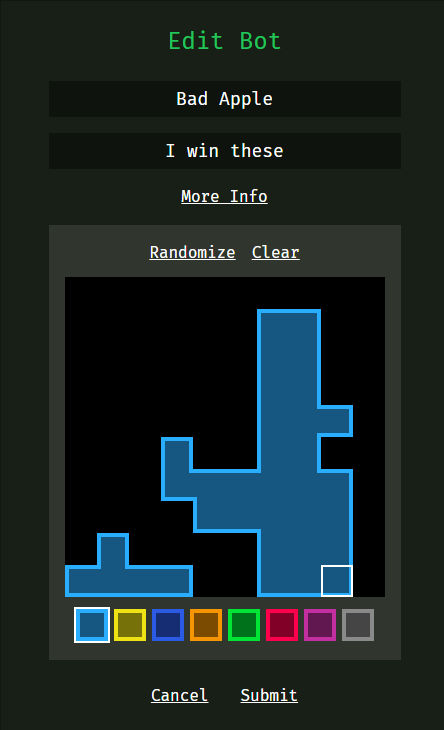 Edit Bot
Bad Apple
I win these
More Info
Randomize Clear
Cancel Submit